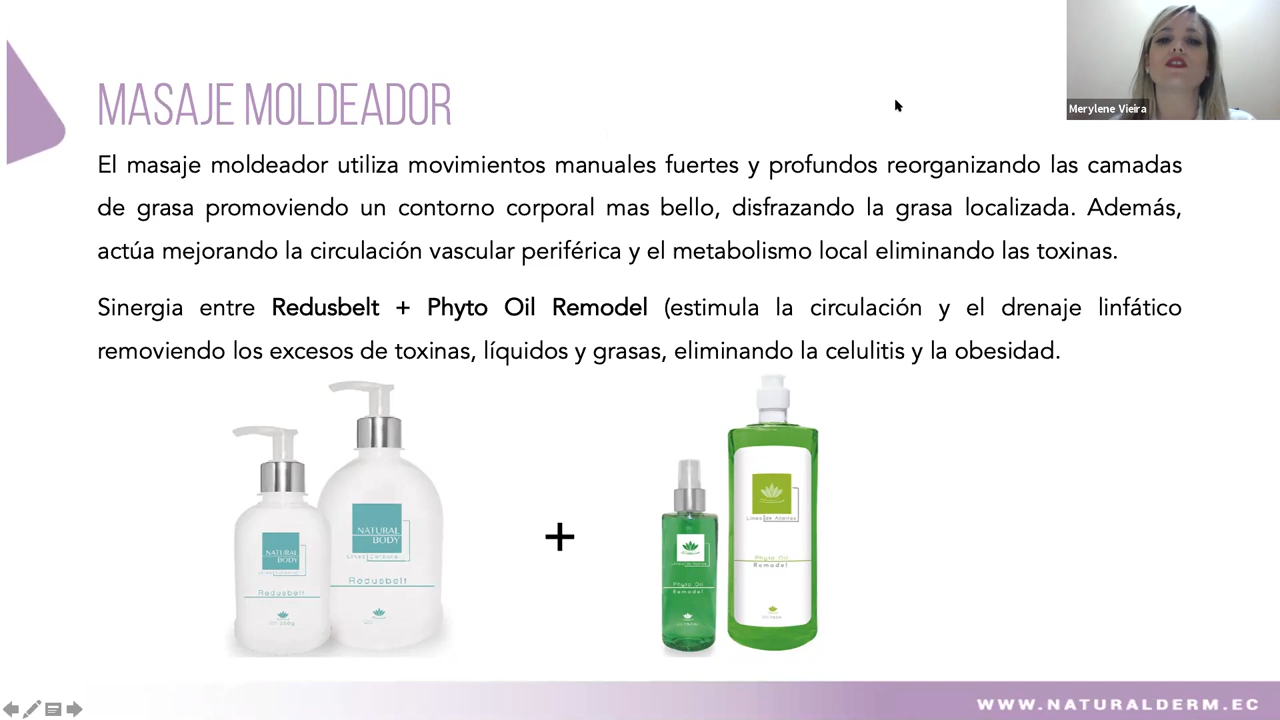 Merylene Vieira
MASAJE MOLDEADOR
El masaje moldeador utiliza movimientos manuales fuertes y profundos reorganizando las camadas
de grasa promoviendo un contorno corporal mas bello, disfrazando la grasa localizada. Además,
actúa mejorando la circulación vascular periférica y el metabolismo local eliminando las toxinas.
Sinergia entre Redusbelt + Phyto Oil Remodel (estimula la circulación y el drenaje linfático
removiendo los excesos de toxinas, líquidos y grasas, eliminando la celulitis y la obesidad.
NATURAL
BODY
Redusbelt
NATURAL
BODY
Redusbelt
+
Phyto Oil
Remodel
Línea de Aceites
Phyto Oil
Remodel
WWW.NATURALDERM.EC